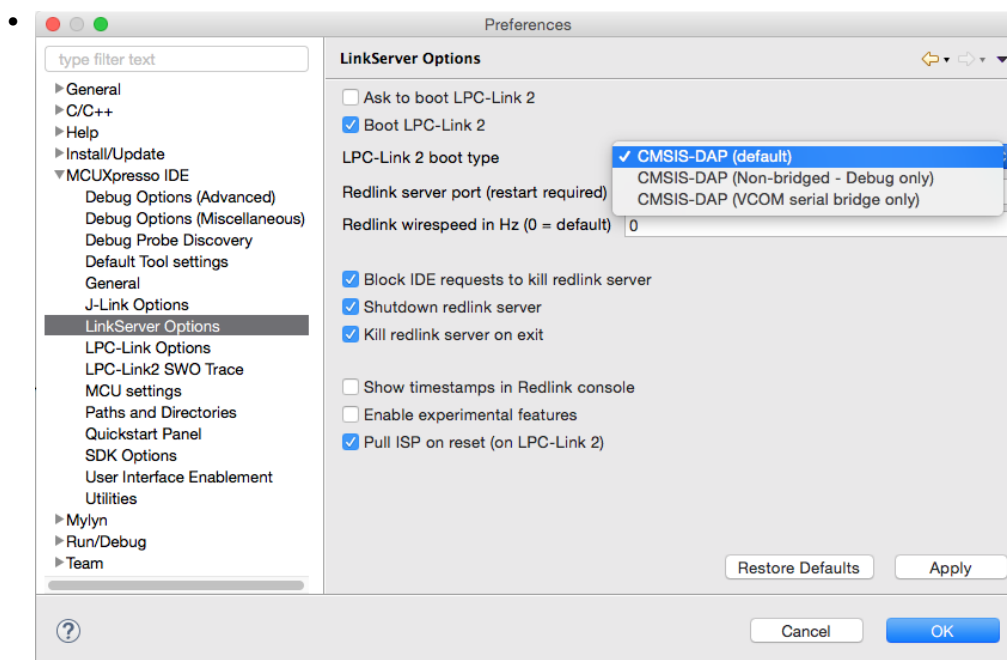 Preferences
type filter text
General
C/C++
Help
Install/Update
MCUXpresso IDE
Debug Options (Advanced)
Debug Options (Miscellaneous)
Debug Probe Discovery
Default Tool settings
General
J-Link Options
LinkServer Options
LPC-Link Options
LPC-Link2 SWO Trace
MCU settings
Paths and Directories
Quickstart Panel
SDK Options
User Interface Enablement
Utilities
Mylyn
Run/Debug
Team
LinkServer Options
Ask to boot LPC-Link 2
Boot LPC-Link 2
LPC-Link 2 boot type
CMSIS-DAP (default)
CMSIS-DAP (Non-bridged - Debug only)
CMSIS-DAP (VCOM serial bridge only)
Redlink server port (restart required)
Redlink wirespeed in Hz (0 = default) 0
Block IDE requests to kill redlink server
Shutdown redlink server
Kill redlink server on exit
Show timestamps in Redlink console
Enable experimental features
Pull ISP on reset (on LPC-Link 2)
Restore Defaults Apply
? Cancel OK